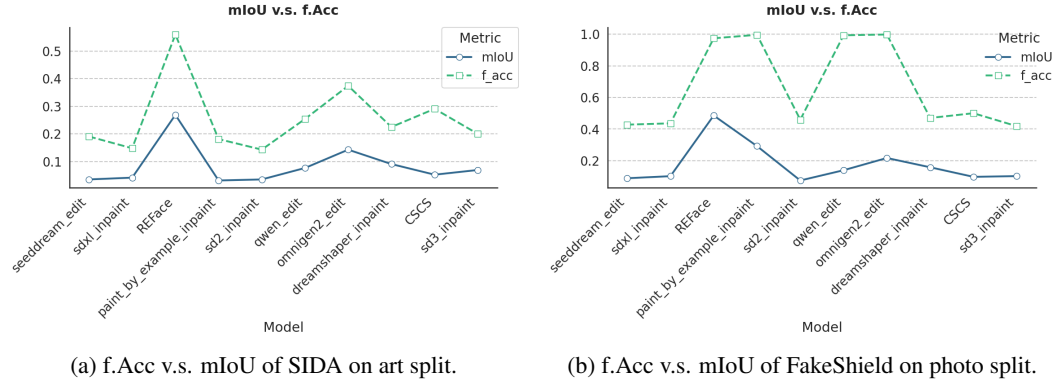 mIoU v.s. f.Acc
0.5
0.4
0.3
0.2
0.1
Metric
mIoU
f_acc
seeddream_edit
sdxl_inpaint
REFace
paint_by_example_inpaint
sd2_inpaint
qwen_edit
omnigen2_edit
dreamshaper_inpaint
CSCS
sd3_inpaint
Model
(a) f.Acc v.s. mIoU of SIDA on art split.
mIoU v.s. f.Acc
1.0
0.8
0.6
0.4
0.2
Metric
mIoU
f_acc
seeddream_edit
sdxl_inpaint
REFace
paint_by_example_inpaint
sd2_inpaint
qwen_edit
omnigen2_edit
dreamshaper_inpaint
CSCS
sd3_inpaint
Model
(b) f.Acc v.s. mIoU of FakeShield on photo split.